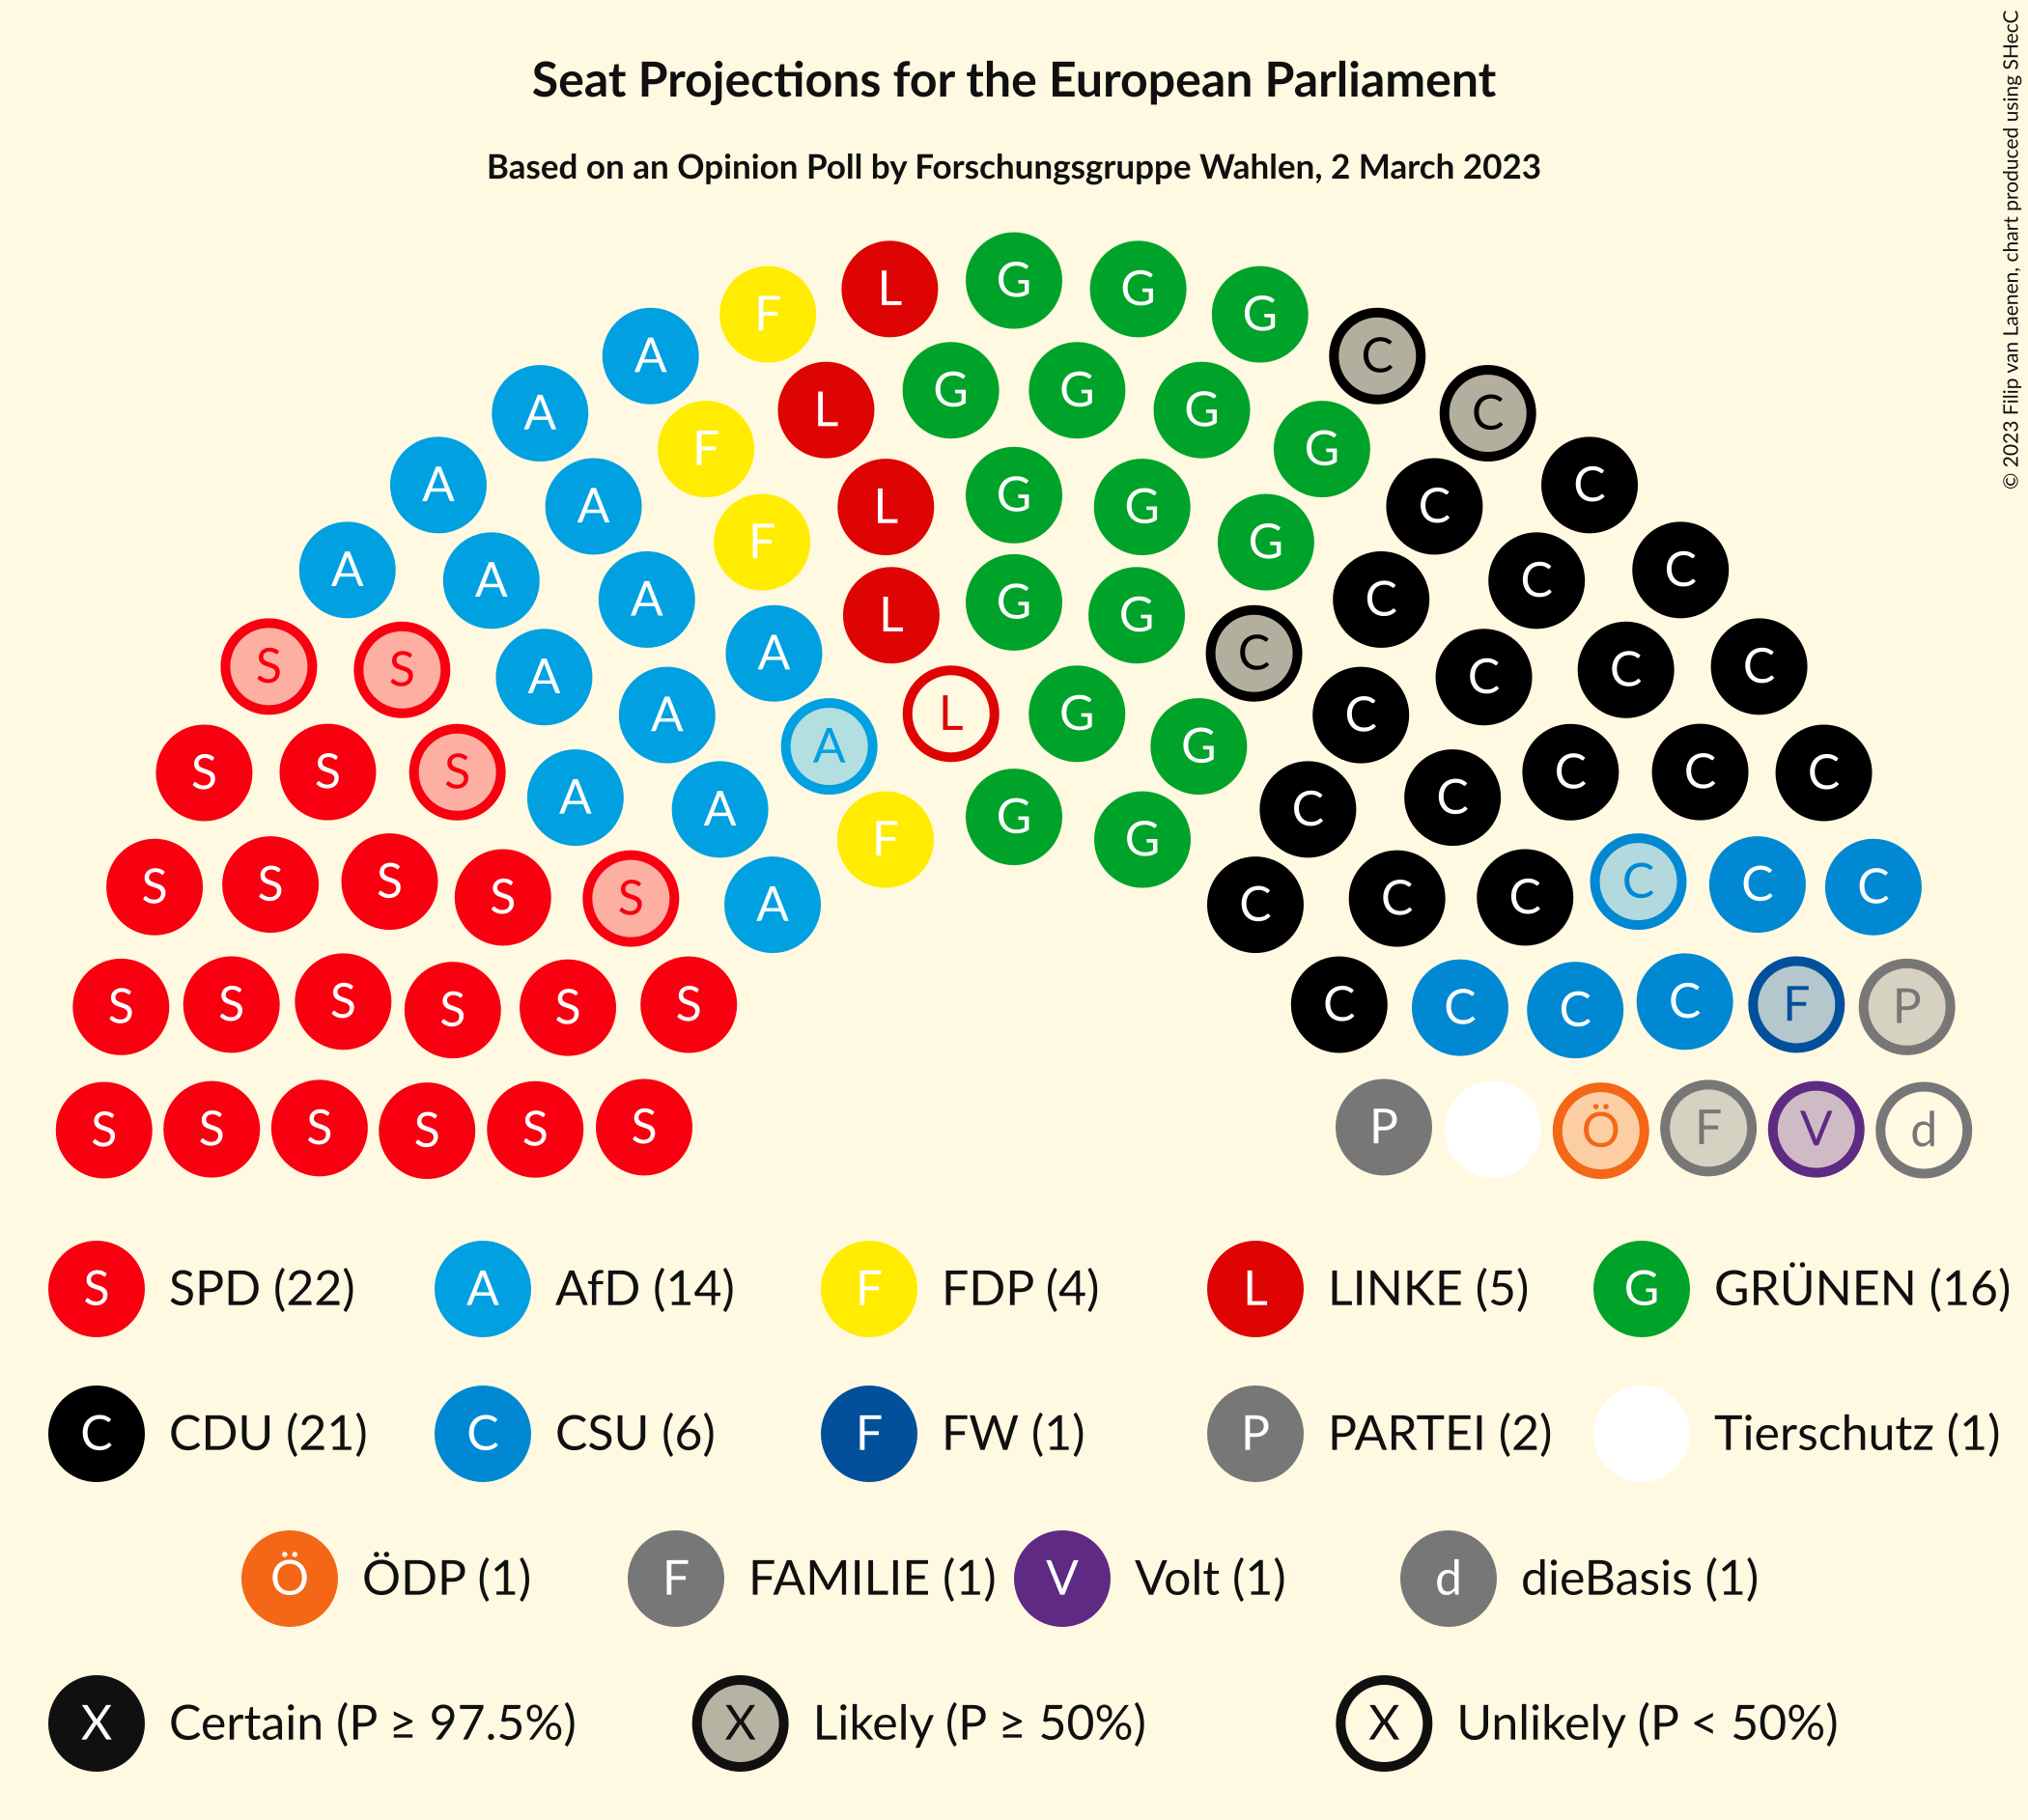 Seat Projections for the European Parliament
Based on an Opinion Poll by Forschungsgruppe Wahlen, 2 March 2023
© 2023 Filip van Laenen, chart produced using SHecC
L G G G
F C
A G G G G C
A L
A F G G C
A F L G C C
A A G G C C
S S A A A L C C C C C
S S S A A A L G G C C C C C C
S S S S S A A F G G C C C C C C C
S S S S S S C C C C F P
S S S S S S P Ö F V d
S SPD (22) A AfD (14) F FDP (4) L LINKE (5) G GRÜNEN (16)
C CDU (21) C CSU (6) F FW (1) P PARTEI (2) Tierschutz (1)
Ö ÖDP (1) F FAMILIE (1) V Volt (1) d dieBasis (1)
X Certain (P ≥ 97.5%) X Likely (P ≥ 50%) X Unlikely (P < 50%)